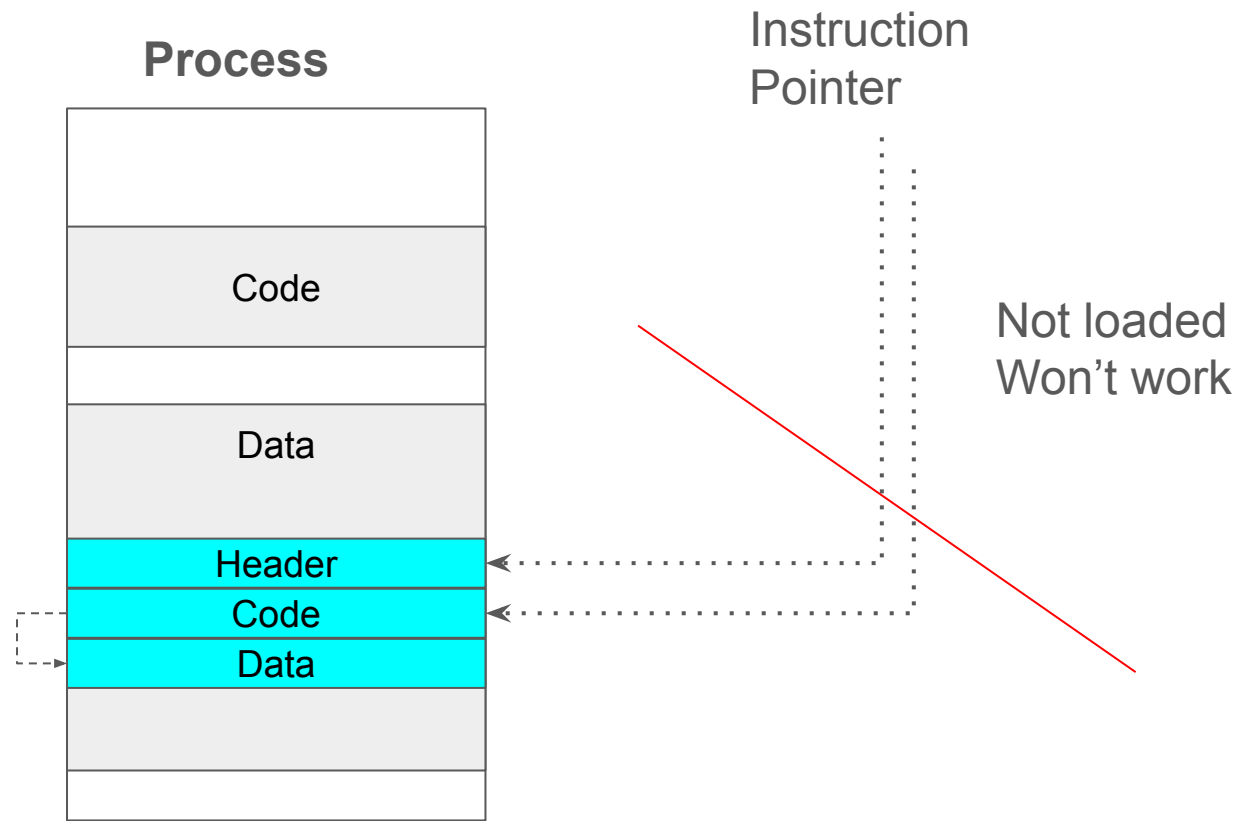 Process
Instruction
Pointer
Code
Not loaded
Won’t work
Data
Header
Code
Data